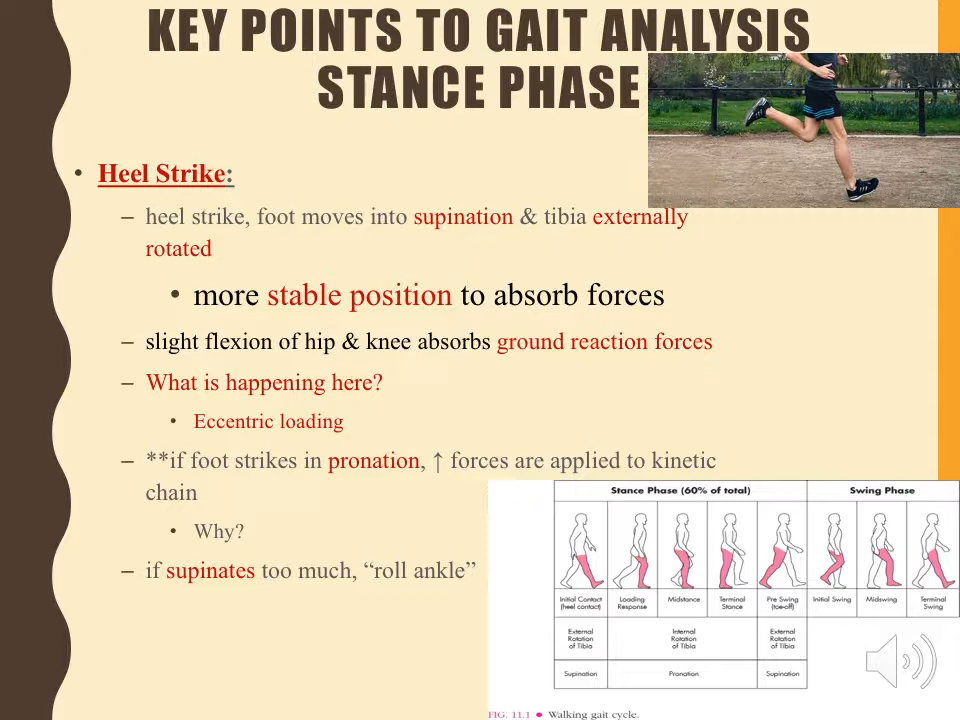 KEY POINTS TO GAIT ANALYSIS
STANCE PHASE
• Heel Strike:
– heel strike, foot moves into supination & tibia externally
rotated
• more stable position to absorb forces
– slight flexion of hip & knee absorbs ground reaction forces
– What is happening here?
• Eccentric loading
– **if foot strikes in pronation, ↑ forces are applied to kinetic
chain
• Why?
– if supinates too much, “roll ankle”
Stance Phase (60% of total) Swing Phase
Initial Contact (heel contact) Loading Response Midstance Terminal Stance Pre Swing (toe-off) Initial Swing Midswing Terminal Swing
External Rotation of Tibia Internal Rotation of Tibia External Rotation of Tibia
Supination Pronation Supination
FIG. 11.1 ● Walking gait cycle.